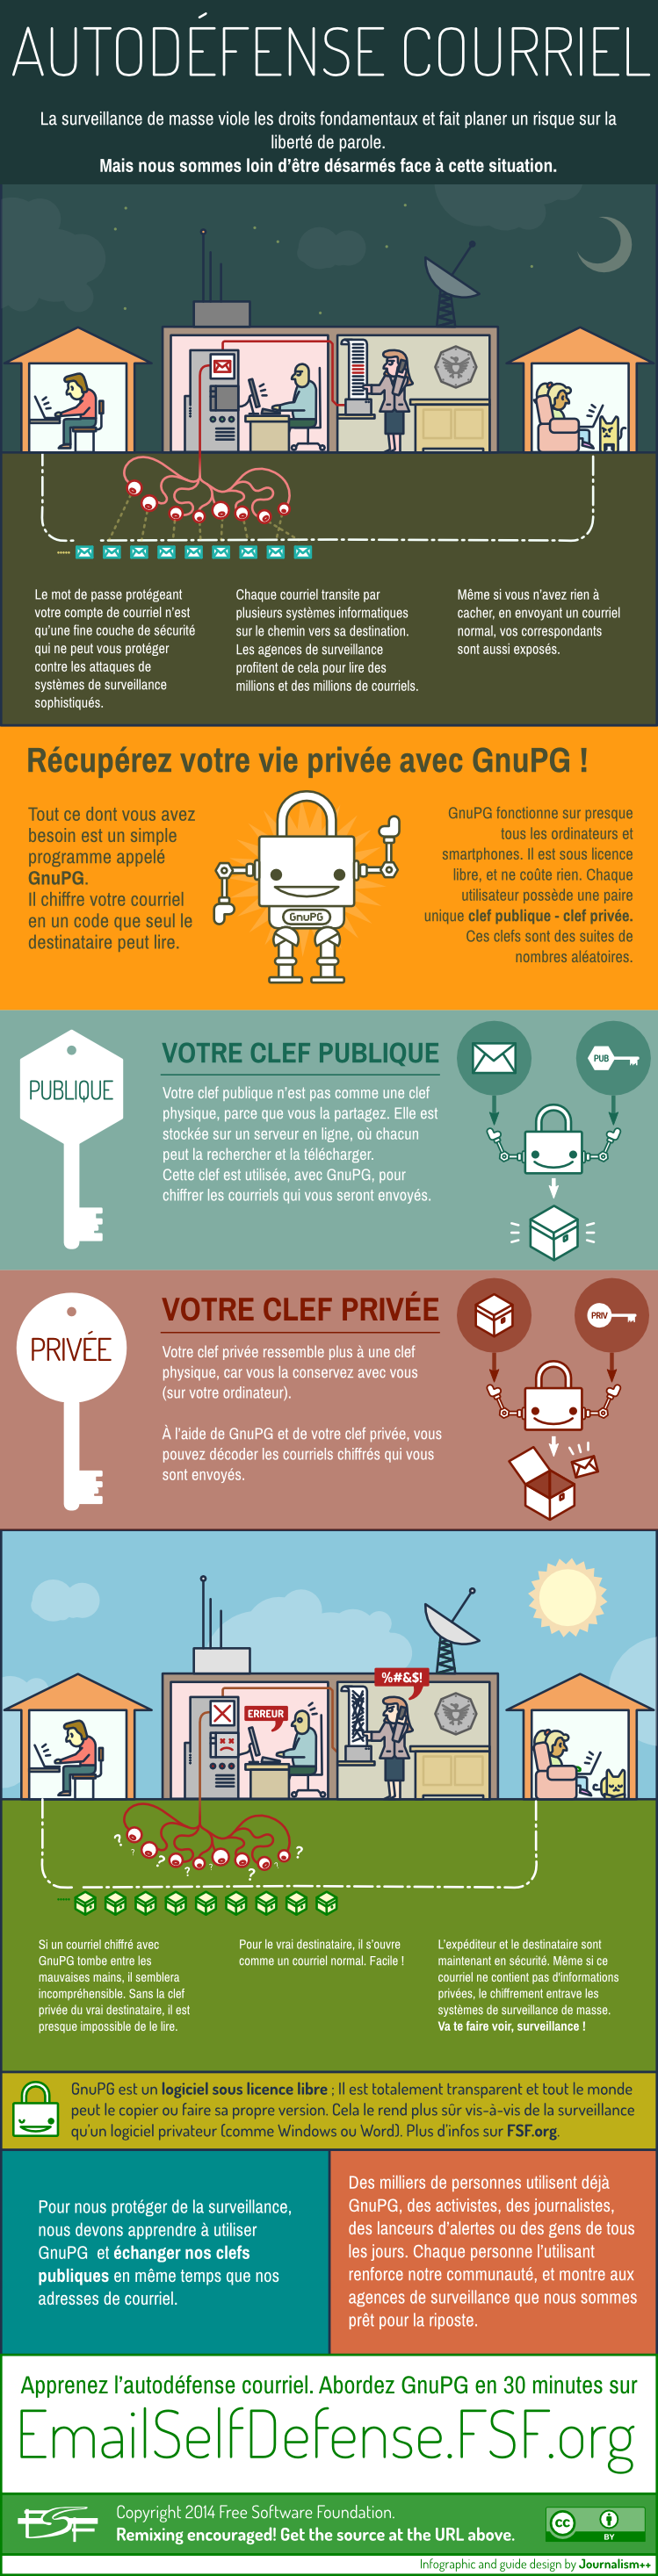 AUTODÉFENSE COURRIEL
La surveillance de masse viole les droits fondamentaux et fait planer un risque sur la
liberté de parole.
Mais nous sommes loin d’être désarmés face à cette situation.
Le mot de passe protégeant
votre compte de courriel n’est
qu’une fine couche de sécurité
qui ne peut vous protéger
contre les attaques de
systèmes de surveillance
sophistiqués.
Chaque courriel transite par
plusieurs systèmes informatiques
sur le chemin vers sa destination.
Les agences de surveillance
profitent de cela pour lire des
millions et des millions de courriels.
Même si vous n’avez rien à
cacher, en envoyant un courriel
normal, vos correspondants
sont aussi exposés.
Récupérez votre vie privée avec GnuPG !
Tout ce dont vous avez
besoin est un simple
programme appelé
GnuPG.
Il chiffre votre courriel
en un code que seul le
destinataire peut lire.
GnuPG
GnuPG fonctionne sur presque
tous les ordinateurs et
smartphones. Il est sous licence
libre, et ne coûte rien. Chaque
utilisateur possède une paire
unique clef publique - clef privée.
Ces clefs sont des suites de
nombres aléatoires.
PUBLIQUE
VOTRE CLEF PUBLIQUE
Votre clef publique n’est pas comme une clef
physique, parce que vous la partagez. Elle est
stockée sur un serveur en ligne, où chacun
peut la rechercher et la télécharger.
Cette clef est utilisée, avec GnuPG, pour
chiffrer les courriels qui vous seront envoyés.
PUB
PRIVÉE
VOTRE CLEF PRIVÉE
Votre clef privée ressemble plus à une clef
physique, car vous la conservez avec vous
(sur votre ordinateur).
À l’aide de GnuPG et de votre clef privée, vous
pouvez décoder les courriels chiffrés qui vous
sont envoyés.
PRIV
%#&$!
ERREUR
? ? ? ? ? ? ? ?
Si un courriel chiffré avec
GnuPG tombe entre les
mauvaises mains, il semblera
incompréhensible. Sans la clef
privée du vrai destinataire, il est
presque impossible de le lire.
Pour le vrai destinataire, il s’ouvre
comme un courriel normal. Facile !
L’expéditeur et le destinataire sont
maintenant en sécurité. Même si ce
courriel ne contient pas d’informations
privées, le chiffrement entrave les
systèmes de surveillance de masse.
Va te faire voir, surveillance !
GnuPG est un logiciel sous licence libre ; Il est totalement transparent et tout le monde
peut le copier ou faire sa propre version. Cela le rend plus sûr vis-à-vis de la surveillance
qu’un logiciel privateur (comme Windows ou Word). Plus d’infos sur FSF.org.
Pour nous protéger de la surveillance,
nous devons apprendre à utiliser
GnuPG et échanger nos clefs
publiques en même temps que nos
adresses de courriel.
Des milliers de personnes utilisent déjà
GnuPG, des activistes, des journalistes,
des lanceurs d’alertes ou des gens de tous
les jours. Chaque personne l’utilisant
renforce notre communauté, et montre aux
agences de surveillance que nous sommes
prêt pour la riposte.
Apprenez l’autodéfense courriel. Abordez GnuPG en 30 minutes sur
EmailSelfDefense.FSF.org
FSF
Copyright 2014 Free Software Foundation.
Remixing encouraged! Get the source at the URL above.
cc
BY
Infographic and guide design by Journalism++